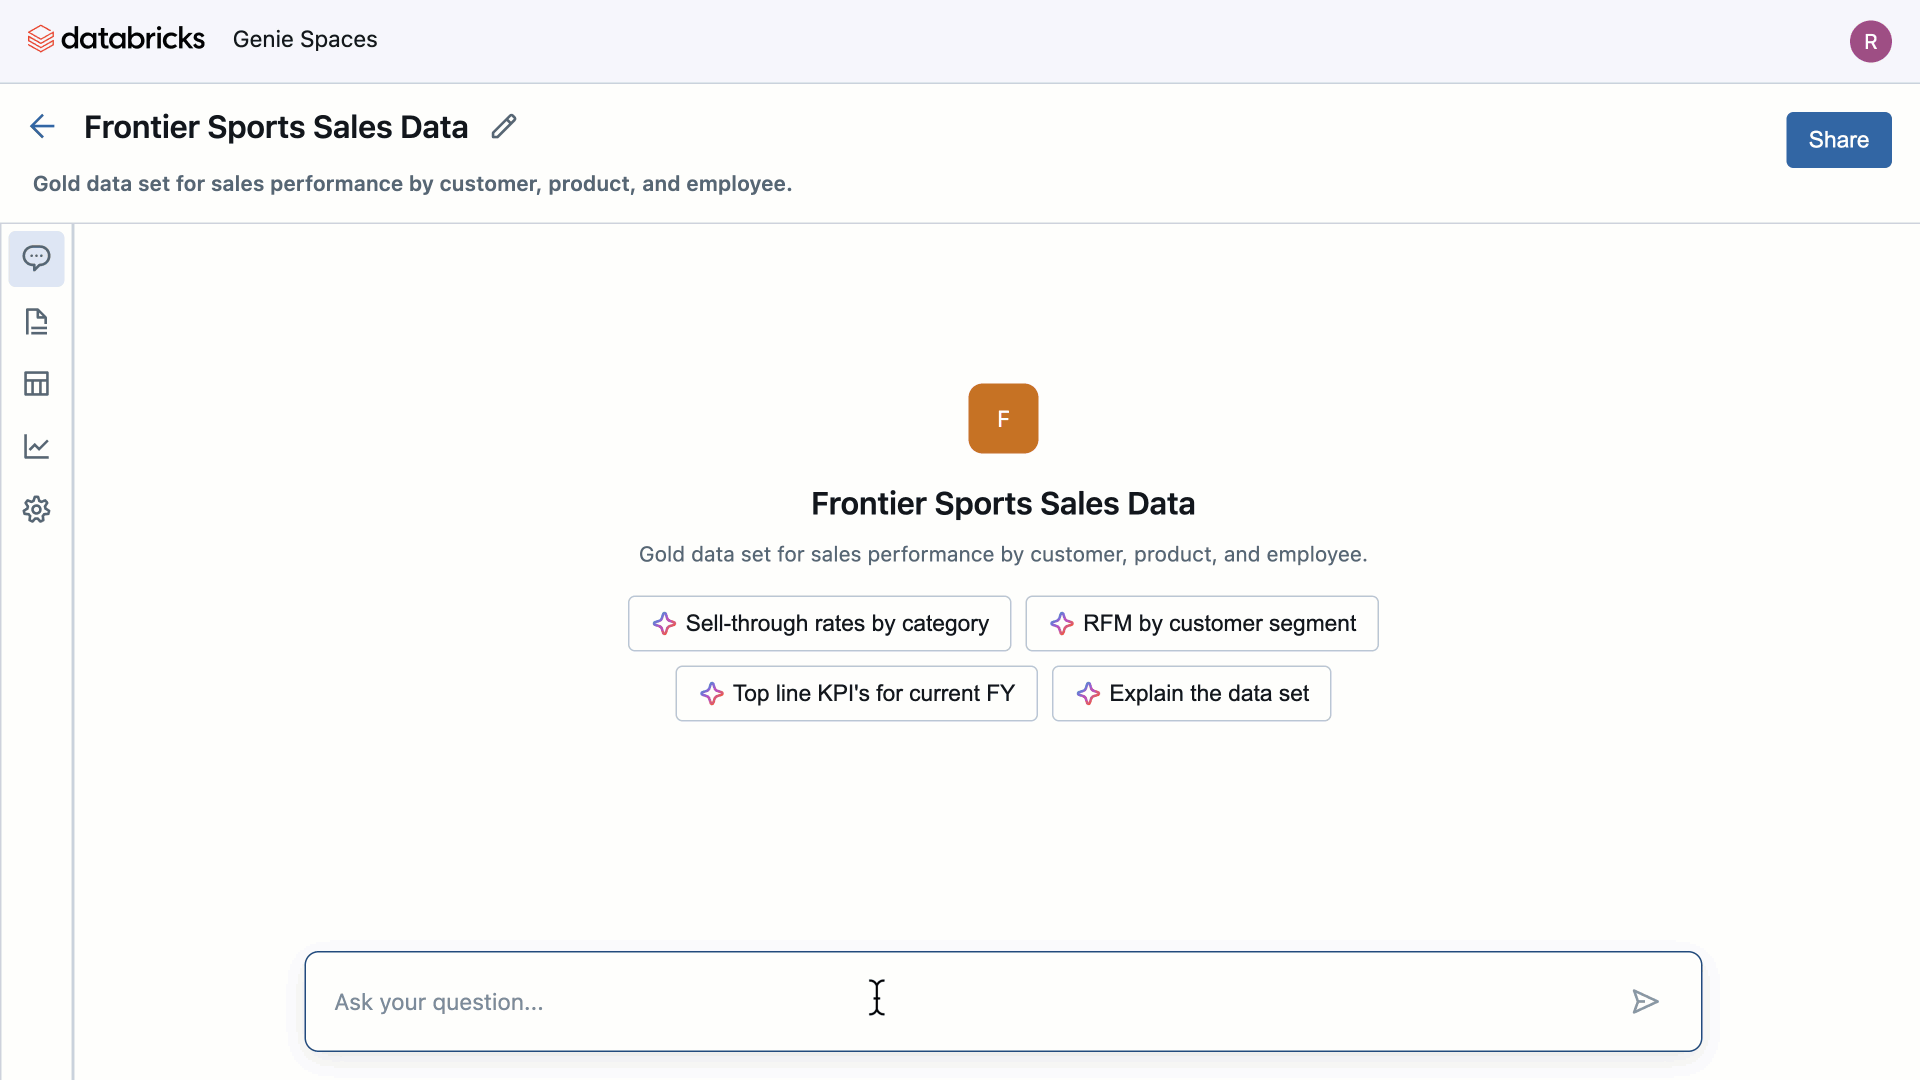 databricks Genie Spaces R
Frontier Sports Sales Data
Share
Gold data set for sales performance by customer, product, and employee.
F
Frontier Sports Sales Data
Gold data set for sales performance by customer, product, and employee.
Sell-through rates by category
RFM by customer segment
Top line KPI's for current FY
Explain the data set
Ask your question...